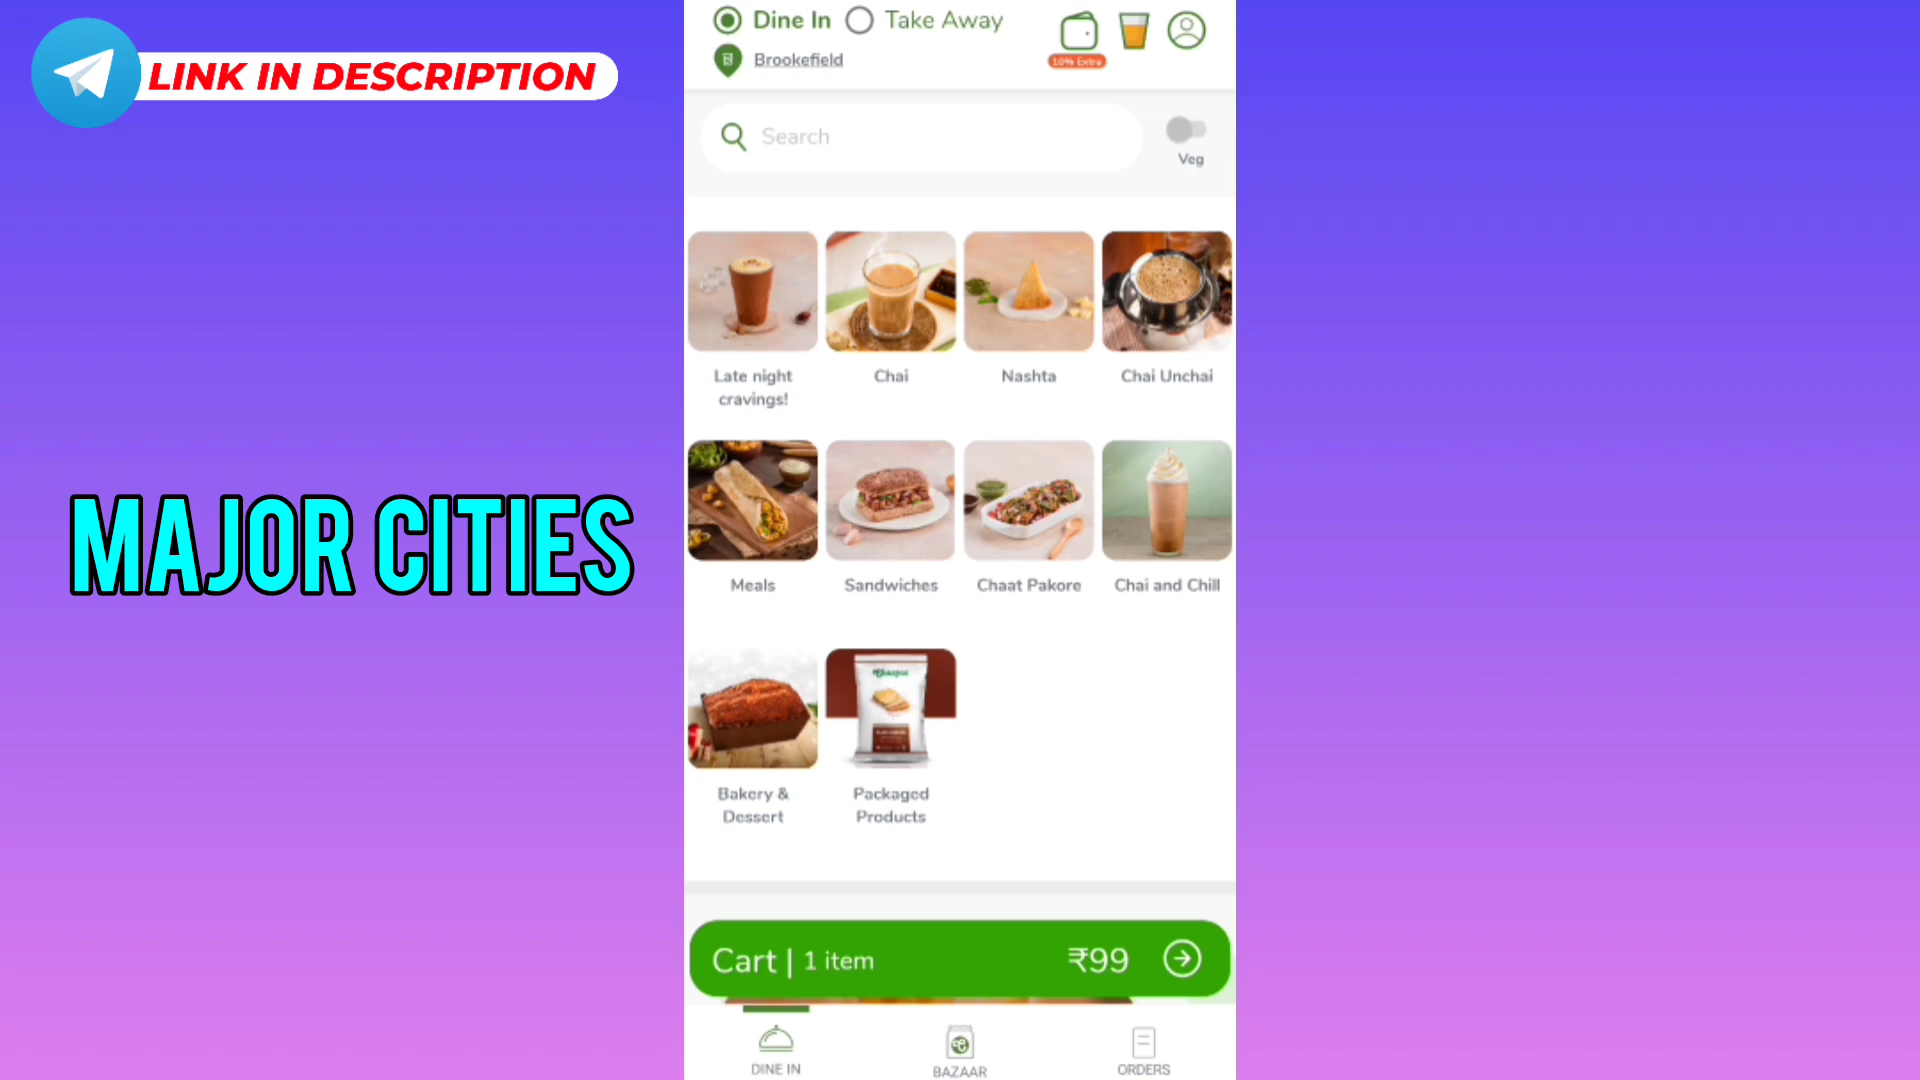 LINK IN DESCRIPTION
MAJOR CITIES
Dine In
Take Away
Brookefield
10% Extra
Search
Veg
Late night
cravings!
Chai
Nashta
Chai Unchai
Meals
Sandwiches
Chaat Pakore
Chai and Chill
Bakery &
Dessert
Packaged
Products
Cart | 1 item
₹99
DINE IN
BAZAAR
ORDERS